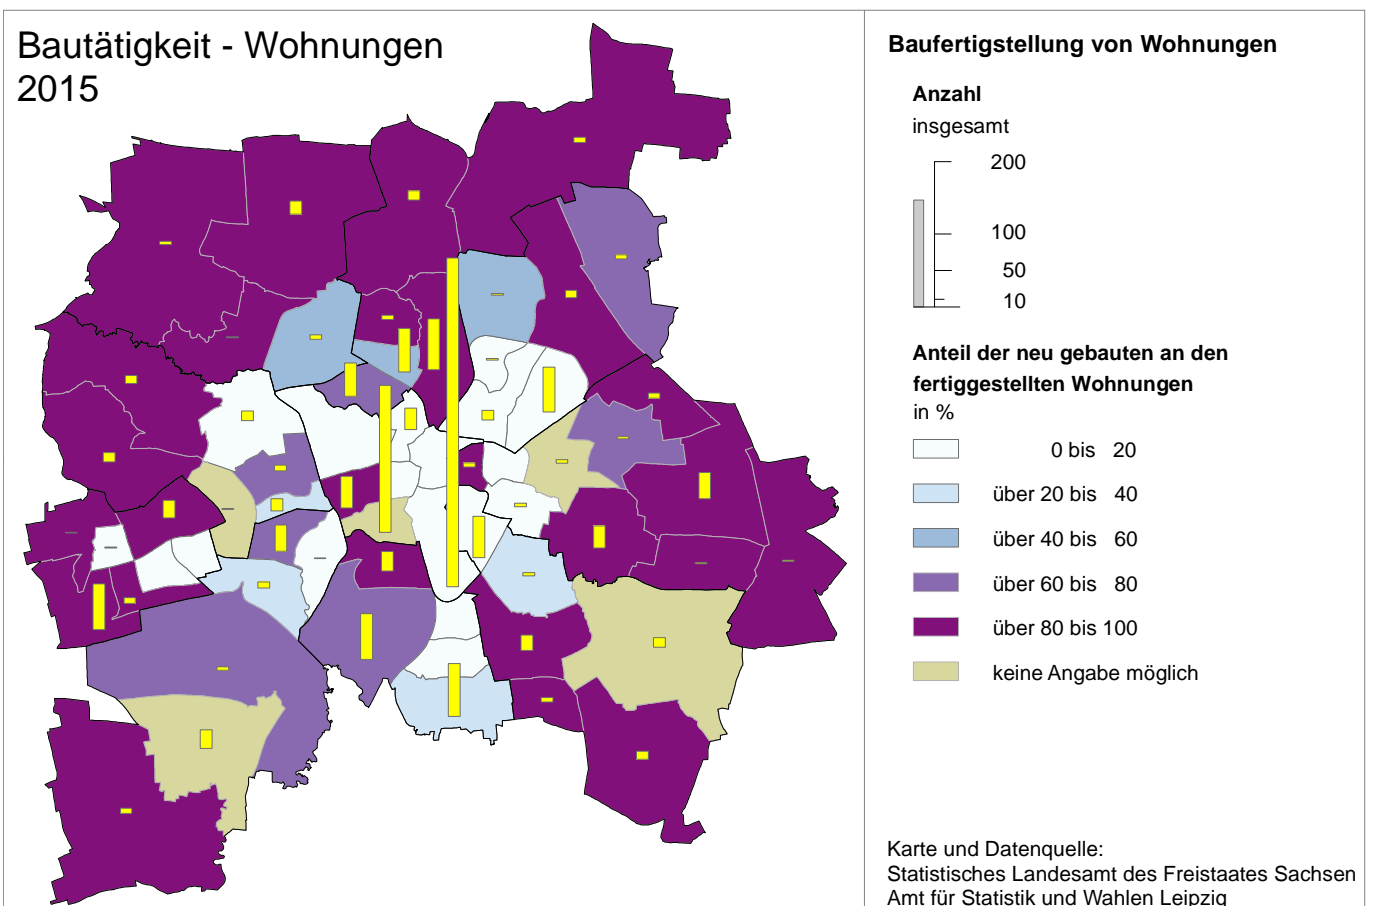 Bautätigkeit - Wohnungen
2015
Baufertigstellung von Wohnungen
Anzahl
insgesamt
200
100
50
10
Anteil der neu gebauten an den
fertiggestellten Wohnungen
in %
0 bis 20
über 20 bis 40
über 40 bis 60
über 60 bis 80
über 80 bis 100
keine Angabe möglich
Karte und Datenquelle:
Statistisches Landesamt des Freistaates Sachsen
Amt für Statistik und Wahlen Leipzig